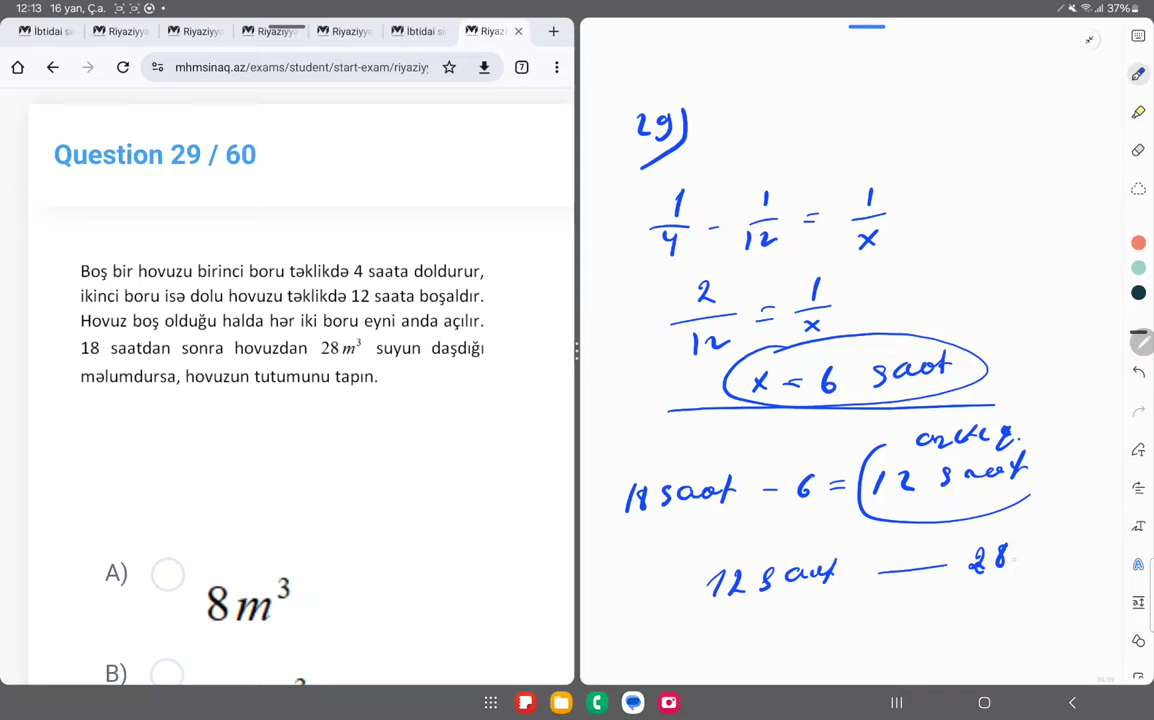 12:13 16 yan, Ç.a. 37%
İbtidai si Riyaziyya Riyaziyya Riyaziyya Riyaziyya İbtidai si Riyaz
mhmsinaq.az/exams/student/start-exam/riyaziy 7
Question 29 / 60
Boş bir hovuzu birinci boru təklikdə 4 saata doldurur,
ikinci boru isə dolu hovuzu təklikdə 12 saata boşaldır.
Hovuz boş olduğu halda hər iki boru eyni anda açılır.
18 saatdan sonra hovuzdan 28 m³ suyun daşdığı
məlumdursa, hovuzun tutumunu tapın.
A) 8 m³
B)
29)
1/4 - 1/12 = 1/x
2/12 = 1/x
x = 6 saat
18 saat - 6 = 12 saat
12 saat — 28